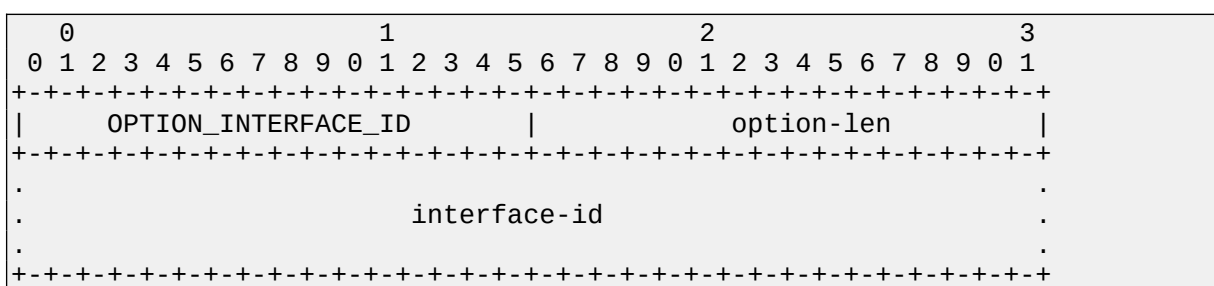 0                   1                   2                   3
0 1 2 3 4 5 6 7 8 9 0 1 2 3 4 5 6 7 8 9 0 1 2 3 4 5 6 7 8 9 0 1
+-+-+-+-+-+-+-+-+-+-+-+-+-+-+-+-+-+-+-+-+-+-+-+-+-+-+-+-+-+-+-+-+
|      OPTION_INTERFACE_ID      |           option-len          |
+-+-+-+-+-+-+-+-+-+-+-+-+-+-+-+-+-+-+-+-+-+-+-+-+-+-+-+-+-+-+-+-+
.                                                               .
.                        interface-id                           .
.                                                               .
+-+-+-+-+-+-+-+-+-+-+-+-+-+-+-+-+-+-+-+-+-+-+-+-+-+-+-+-+-+-+-+-+